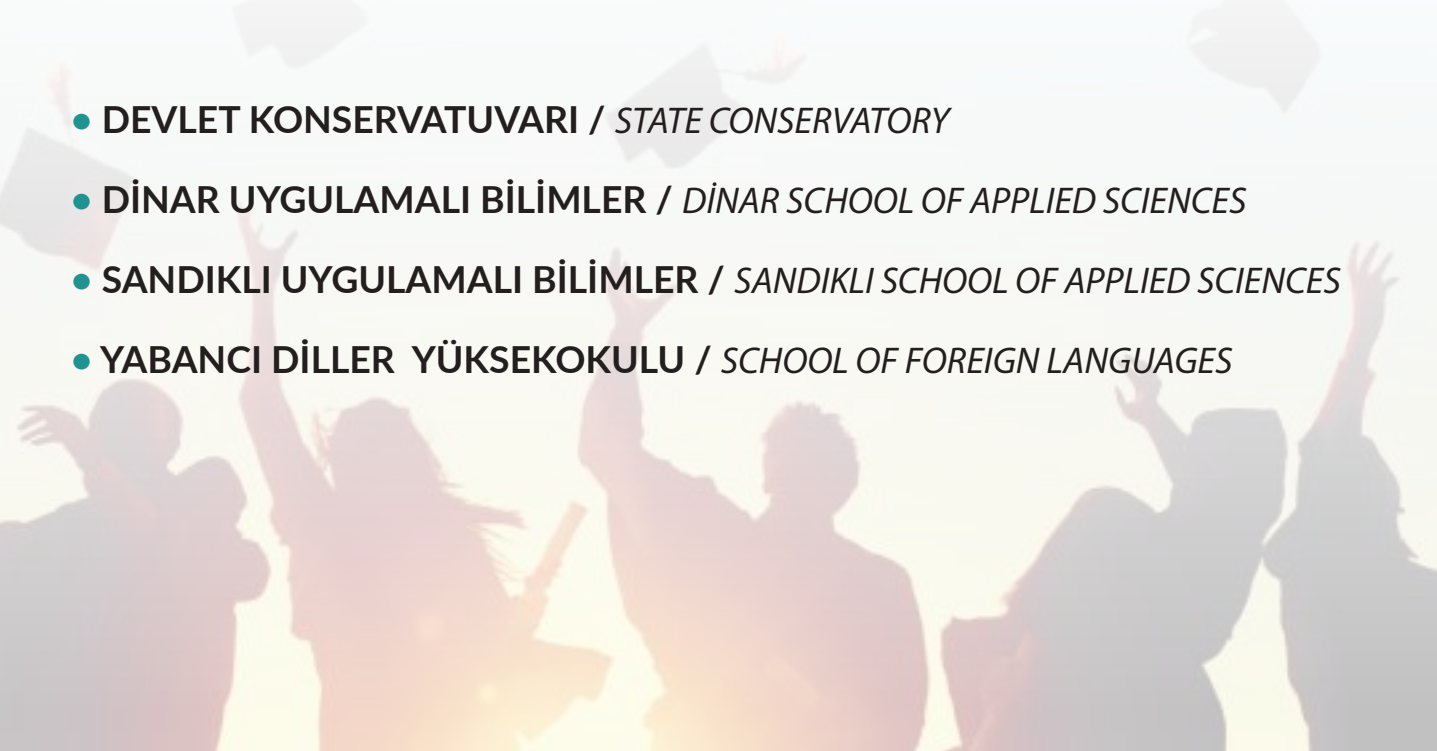 • DEVLET KONSERVATUVARI / STATE CONSERVATORY
• DİNAR UYGULAMALI BİLİMLER / DİNAR SCHOOL OF APPLIED SCIENCES
• SANDIKLI UYGULAMALI BİLİMLER / SANDIKLI SCHOOL OF APPLIED SCIENCES
• YABANCI DİLLER  YÜKSEKOKULU / SCHOOL OF FOREIGN LANGUAGES